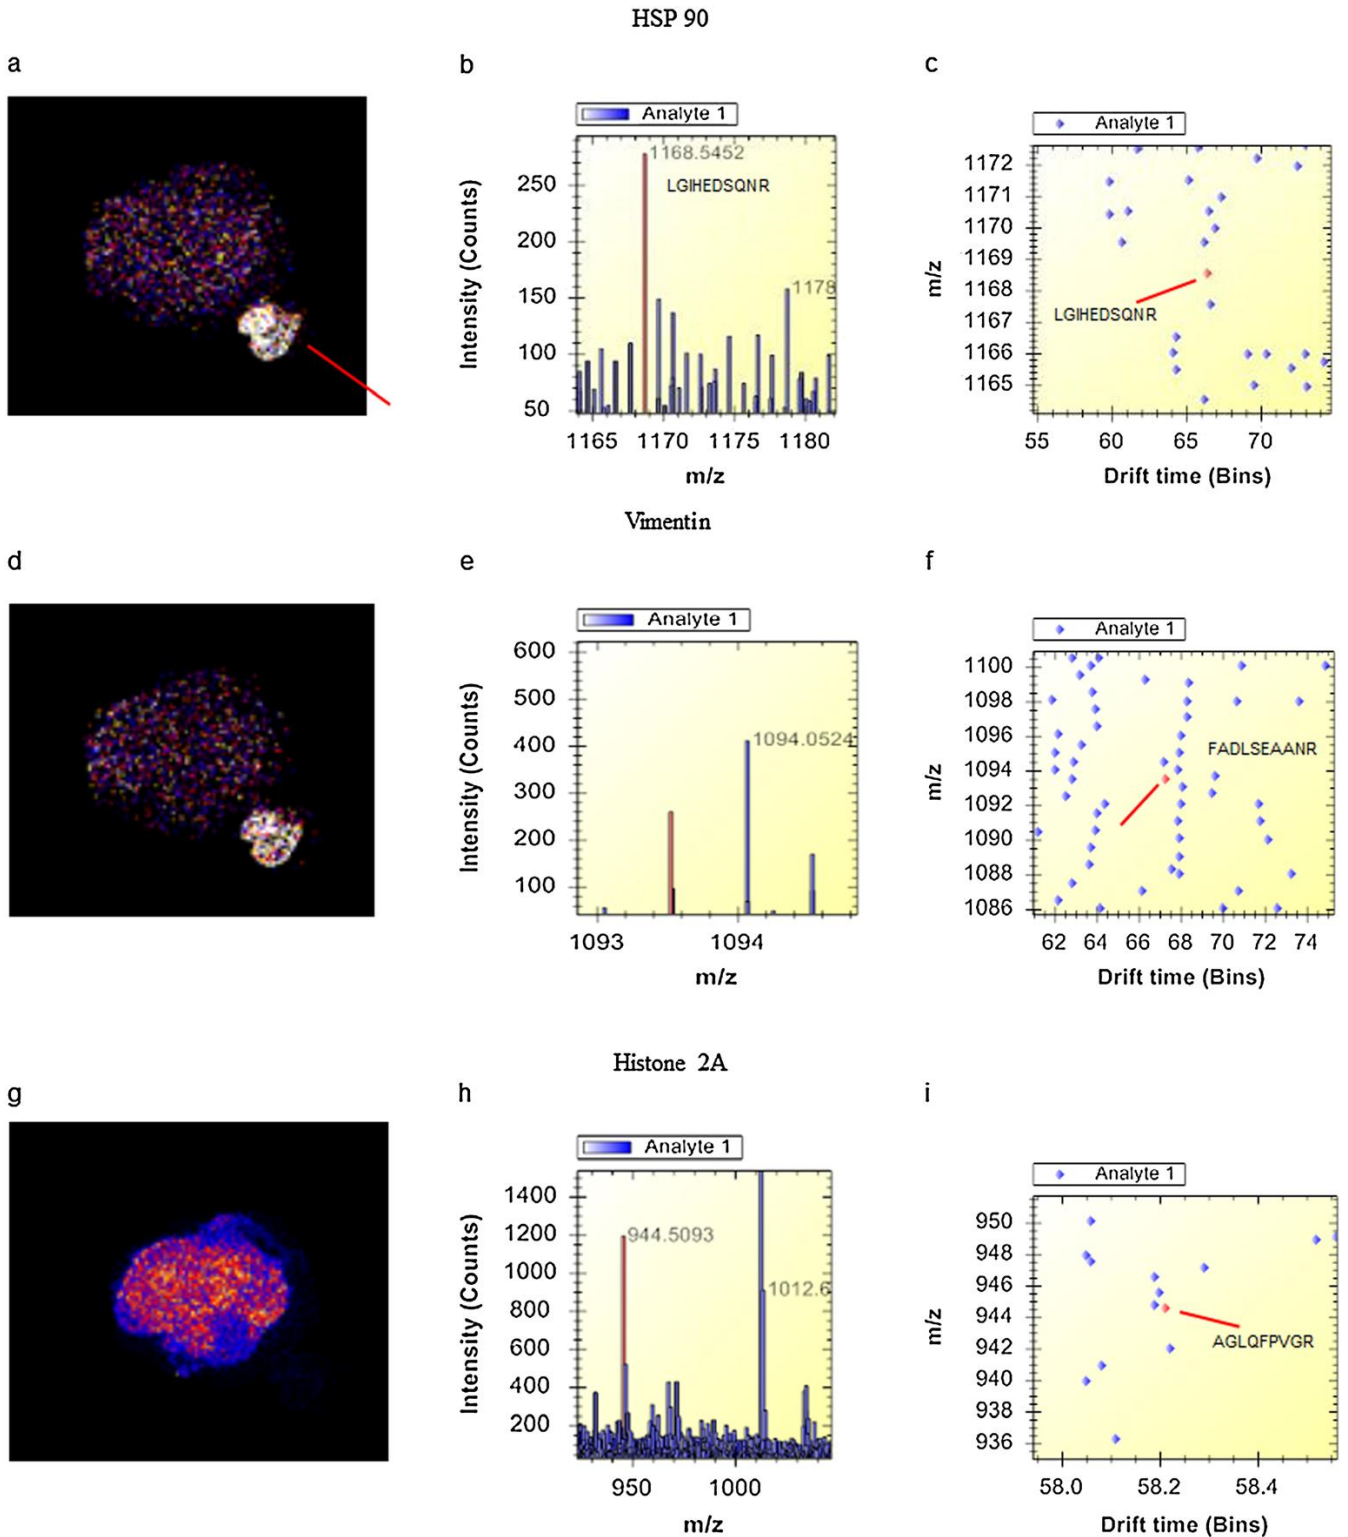 HSP 90
a
b
c
Analyte 1
1168.5452
LGIHEDSQNR
1178
250
200
150
100
50
Intensity (Counts)
1165 1170 1175 1180
m/z
Analyte 1
1172
1171
1170
1169
1168
1167
1166
1165
m/z
LGIHEDSQNR
55 60 65 70
Drift time (Bins)
Vimentin
d
e
f
Analyte 1
600
500
400
300
200
100
Intensity (Counts)
1094.0524
1093 1094
m/z
Analyte 1
1100
1098
1096
1094
1092
1090
1088
1086
m/z
FADLSEAANR
62 64 66 68 70 72 74
Drift time (Bins)
Histone 2A
g
h
i
Analyte 1
1400
1200
1000
800
600
400
200
Intensity (Counts)
944.5093
1012.6
950 1000
m/z
Analyte 1
950
948
946
944
942
940
938
936
m/z
AGLQFPVGR
58.0 58.2 58.4
Drift time (Bins)